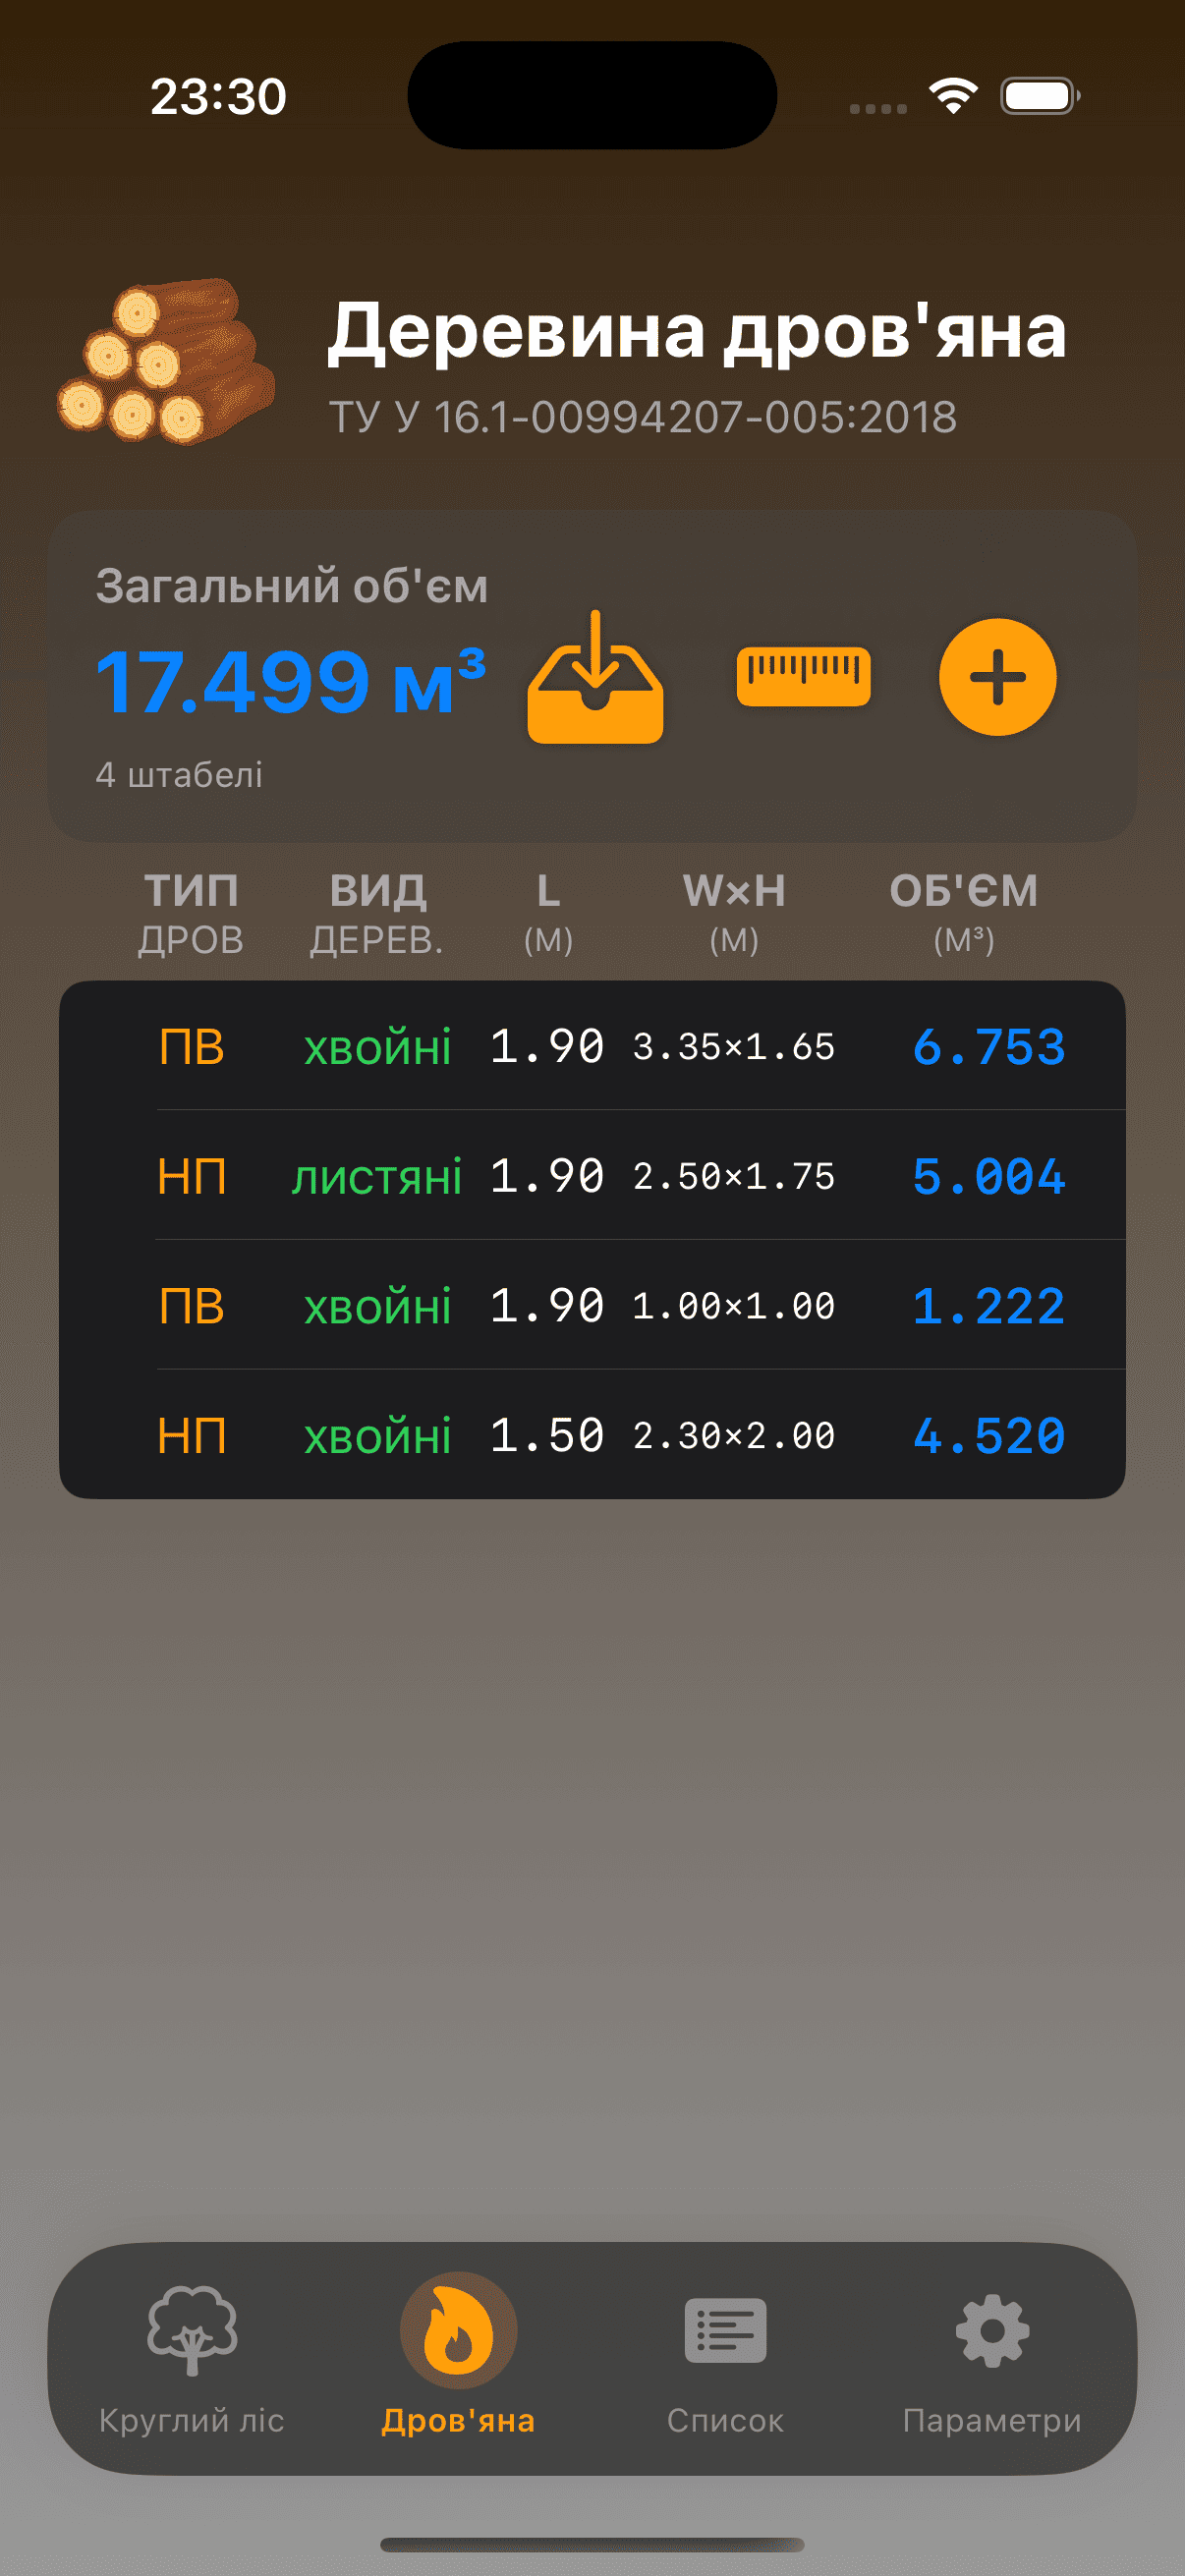 23:30
Деревина дров'яна
ТУ У 16.1-00994207-005:2018
Загальний об'єм
17.499 м³
4 штабелі
ТИП ВИД L W×H ОБ'ЄМ
ДРОВ ДЕРЕВ. (М) (М) (М³)
ПВ хвойні 1.90 3.35×1.65 6.753
НП листяні 1.90 2.50×1.75 5.004
ПВ хвойні 1.90 1.00×1.00 1.222
НП хвойні 1.50 2.30×2.00 4.520
Круглий ліс Дров'яна Список Параметри